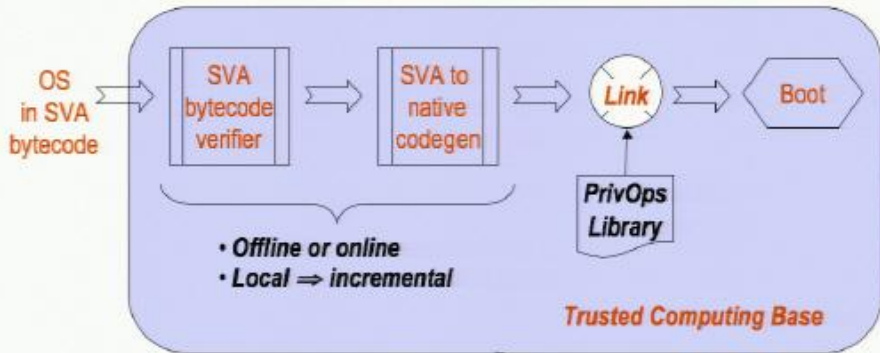 OS
in SVA
bytecode
SVA
bytecode
verifier
SVA to
native
codegen
Link
Boot
PrivOps
Library
• Offline or online
• Local ⇒ incremental
Trusted Computing Base